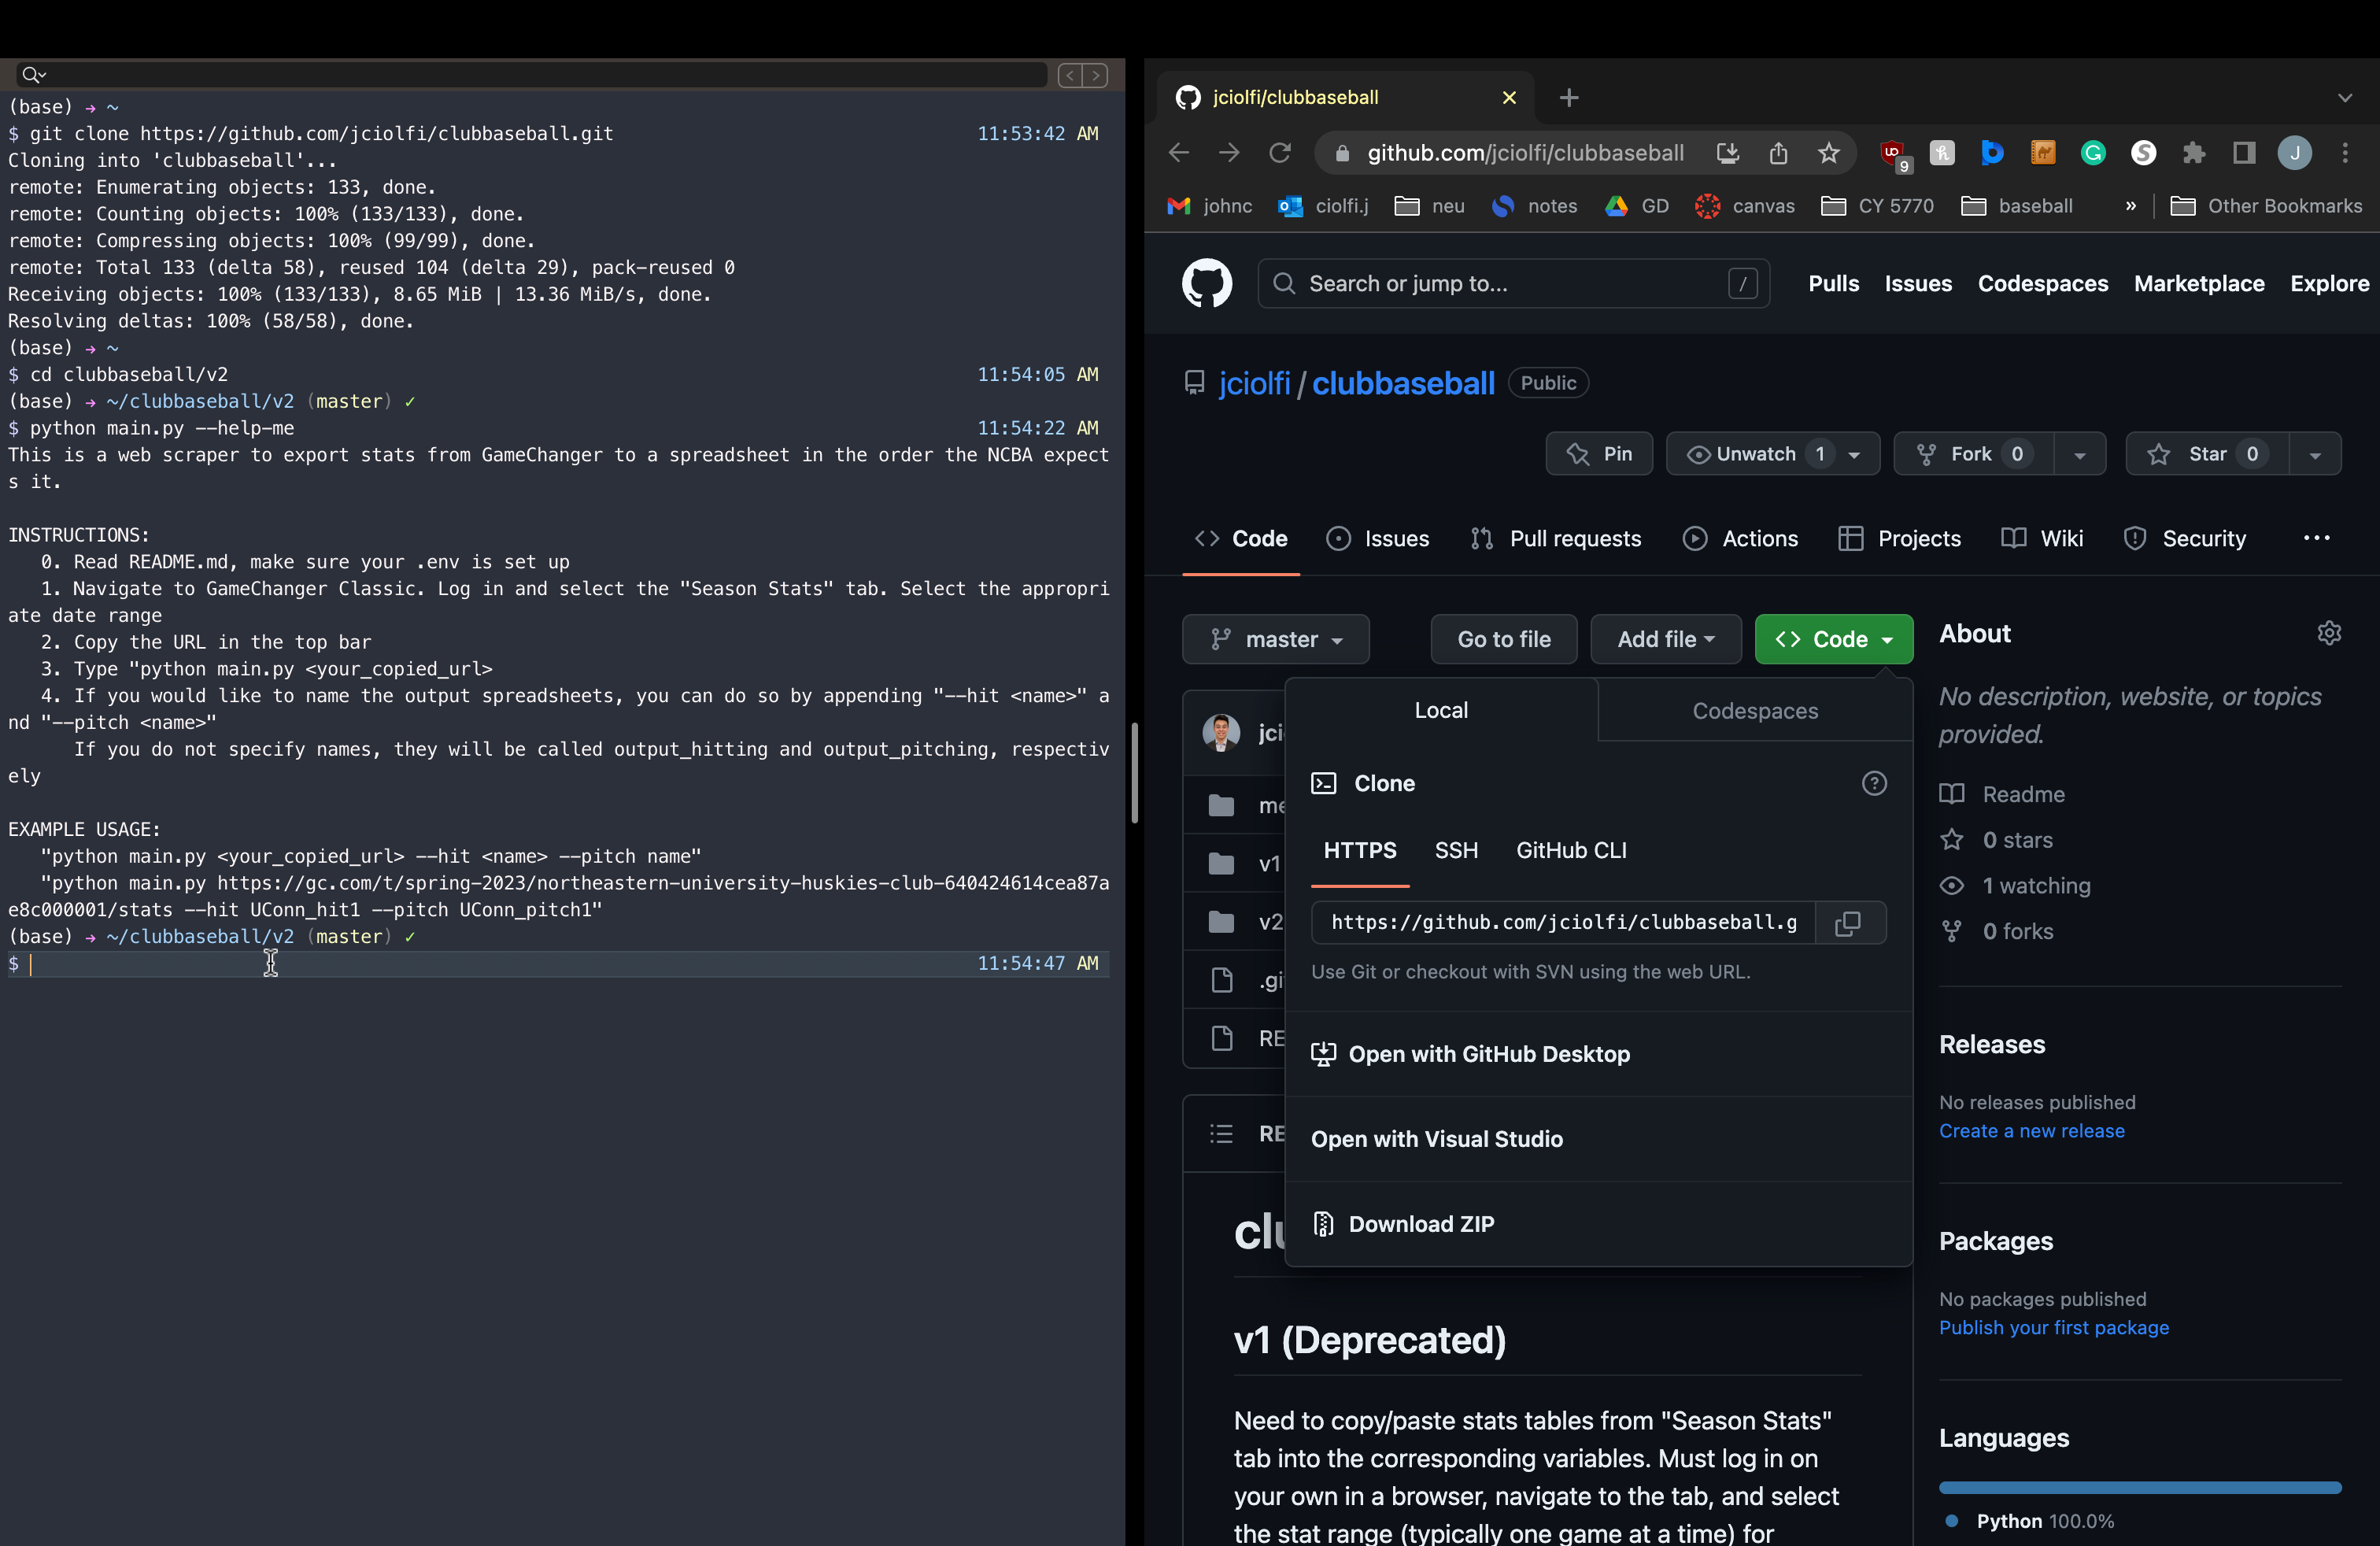 (base) → ~
$ git clone https://github.com/jciolfi/clubbaseball.git 11:53:42 AM
Cloning into 'clubbaseball'...
remote: Enumerating objects: 133, done.
remote: Counting objects: 100% (133/133), done.
remote: Compressing objects: 100% (99/99), done.
remote: Total 133 (delta 58), reused 104 (delta 29), pack-reused 0
Receiving objects: 100% (133/133), 8.65 MiB | 13.36 MiB/s, done.
Resolving deltas: 100% (58/58), done.
(base) → ~
$ cd clubbaseball/v2 11:54:05 AM
(base) → ~/clubbaseball/v2 (master) ✓
$ python main.py --help-me 11:54:22 AM
This is a web scraper to export stats from GameChanger to a spreadsheet in the order the NCBA expect
s it.
INSTRUCTIONS:
0. Read README.md, make sure your .env is set up
1. Navigate to GameChanger Classic. Log in and select the "Season Stats" tab. Select the appropri
ate date range
2. Copy the URL in the top bar
3. Type "python main.py <your_copied_url>
4. If you would like to name the output spreadsheets, you can do so by appending "--hit <name>" a
nd "--pitch <name>"
If you do not specify names, they will be called output_hitting and output_pitching, respectiv
ely
EXAMPLE USAGE:
"python main.py <your_copied_url> --hit <name> --pitch name"
"python main.py https://gc.com/t/spring-2023/northeastern-university-huskies-club-640424614cea87a
e8c000001/stats --hit UConn_hit1 --pitch UConn_pitch1"
(base) → ~/clubbaseball/v2 (master) ✓
$ 11:54:47 AM
jciolfi/clubbaseball
github.com/jciolfi/clubbaseball
9
J
johnc ciolfi.j neu notes GD canvas CY 5770 baseball » Other Bookmarks
Search or jump to... /
Pulls Issues Codespaces Marketplace Explore
jciolfi / clubbaseball Public
Pin Unwatch 1 Fork 0 Star 0
Code Issues Pull requests Actions Projects Wiki Security ...
master Go to file Add file Code
Local Codespaces
jci
Clone
me
HTTPS SSH GitHub CLI
v1
https://github.com/jciolfi/clubbaseball.g
v2
Use Git or checkout with SVN using the web URL.
.gi
RE
Open with GitHub Desktop
RE
Open with Visual Studio
Download ZIP
clu
v1 (Deprecated)
Need to copy/paste stats tables from "Season Stats"
tab into the corresponding variables. Must log in on
your own in a browser, navigate to the tab, and select
the stat range (typically one game at a time) for
About
No description, website, or topics
provided.
Readme
0 stars
1 watching
0 forks
Releases
No releases published
Create a new release
Packages
No packages published
Publish your first package
Languages
Python 100.0%